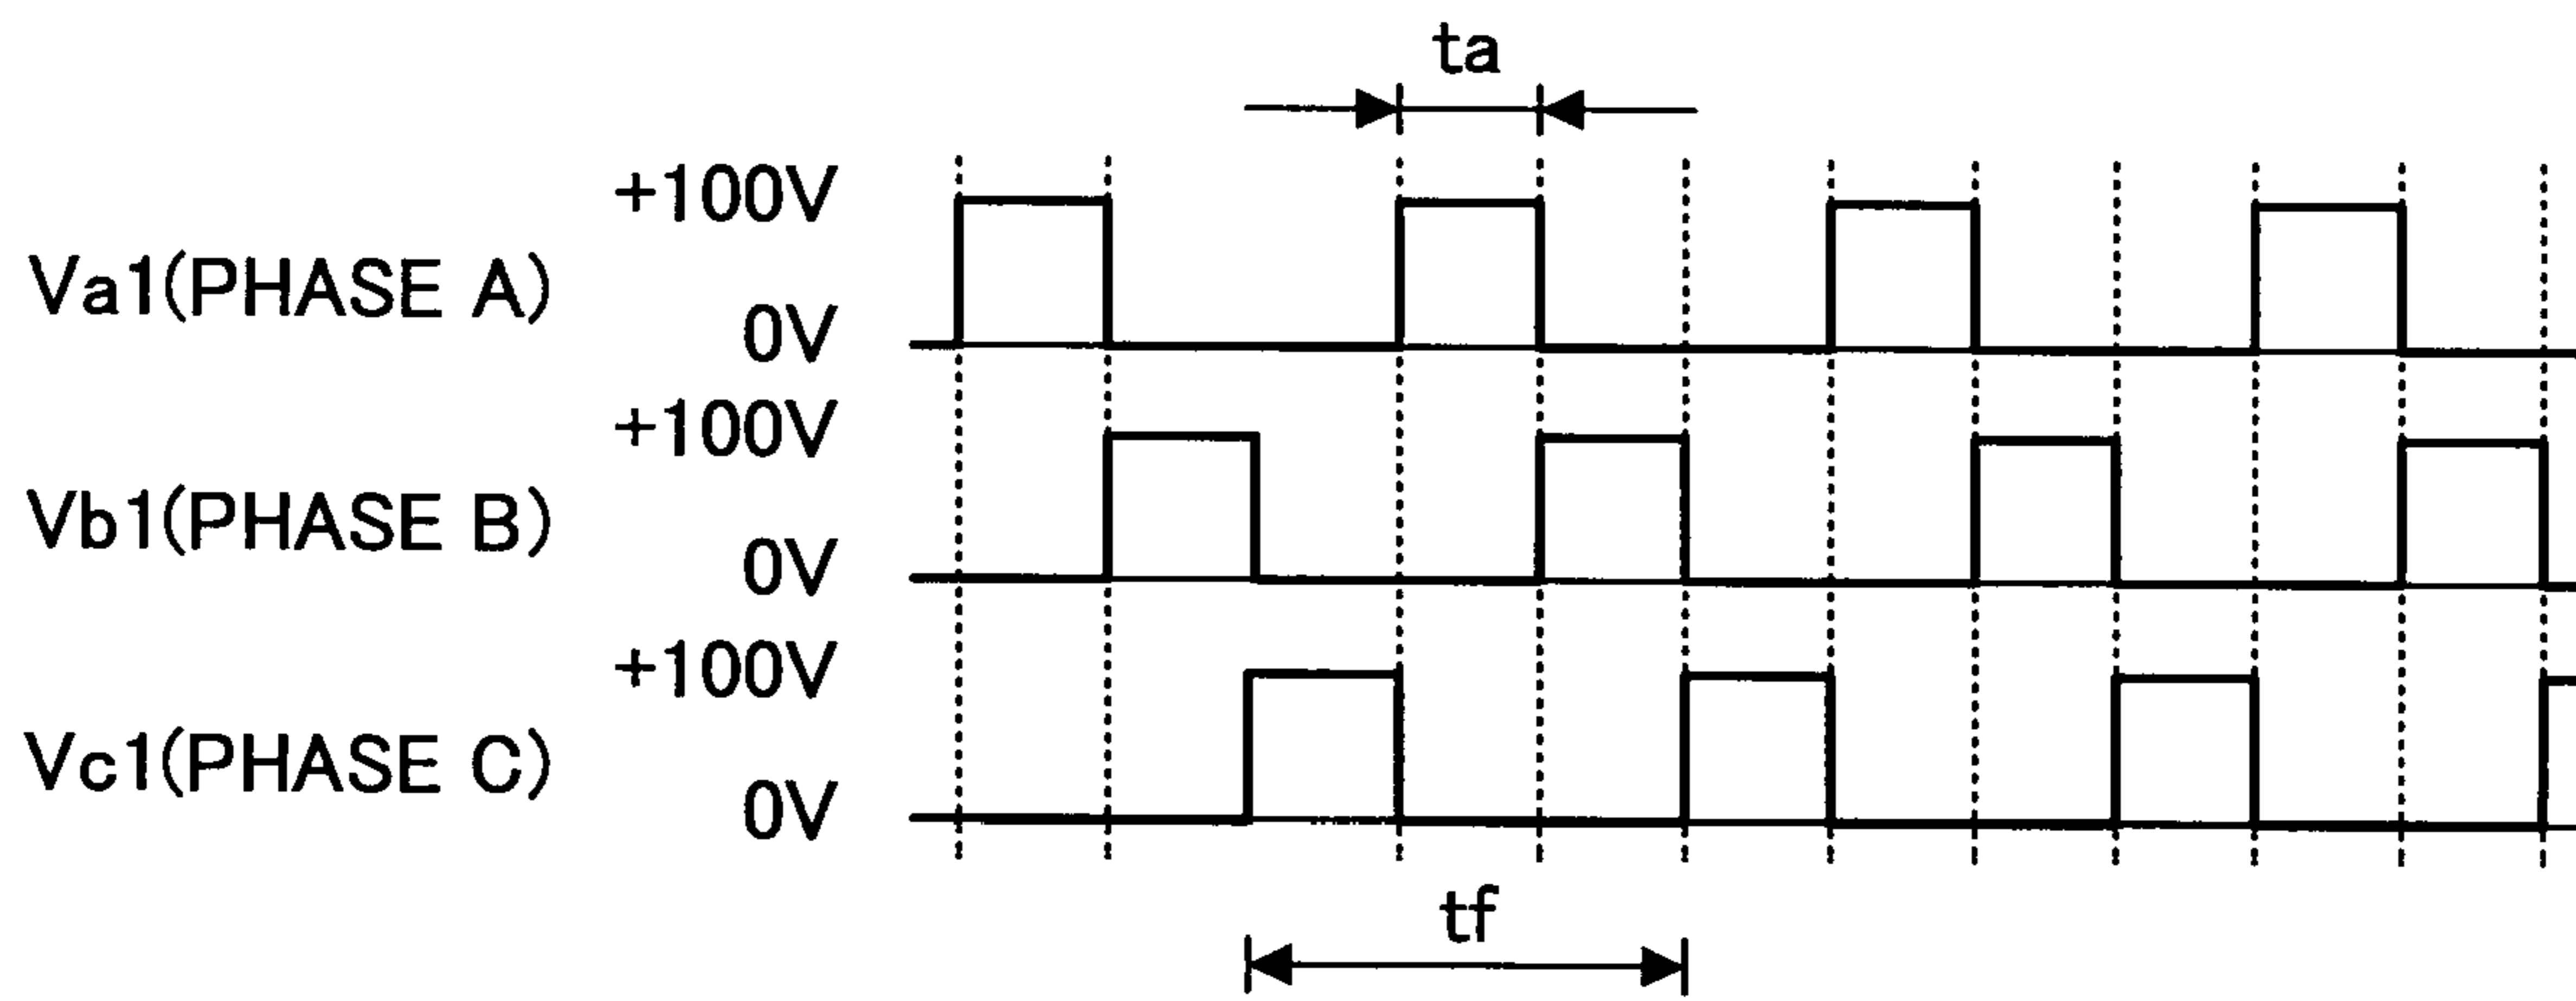 ta
+100V
Va1(PHASE A)
0V
+100V
Vb1(PHASE B)
0V
+100V
Vc1(PHASE C)
0V
tf